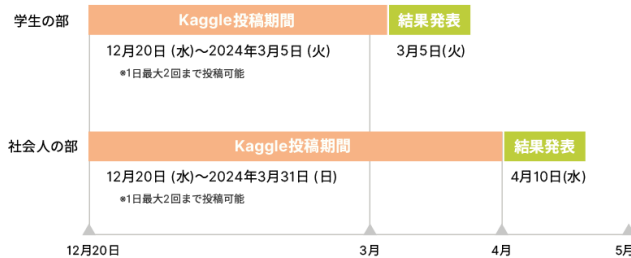 学生の部
Kaggle投稿期間
結果発表
12月20日 (水)〜2024年3月5日 (火)
3月5日(火)
※1日最大2回まで投稿可能
社会人の部
Kaggle投稿期間
結果発表
12月20日 (水)〜2024年3月31日 (日)
4月10日(水)
※1日最大2回まで投稿可能
12月20日
3月
4月
5月